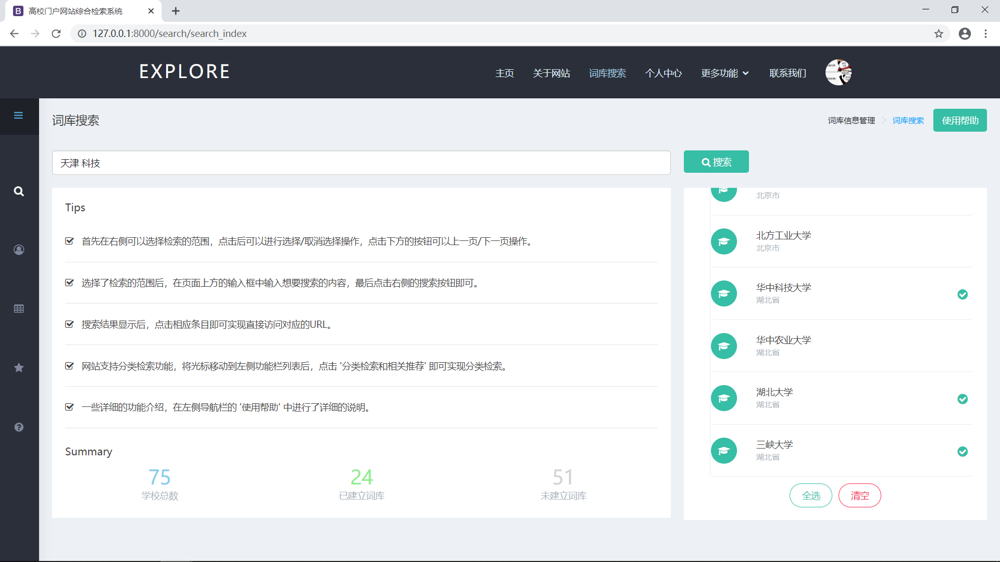 高校门户网站综合检索系统
127.0.0.1:8000/search/search_index
EXPLORE
主页 关于网站 词库搜索 个人中心 更多功能 联系我们
词库搜索
词库信息管理 词库搜索 使用帮助
天津 科技
搜索
Tips
首先在右侧可以选择检索的范围，点击后可以进行选择/取消选择操作，点击下方的按钮可以上一页/下一页操作。
选择了检索的范围后，在页面上方的输入框中输入想要搜索的内容，最后点击右侧的搜索按钮即可。
搜索结果显示后，点击相应条目即可实现直接访问对应的URL。
网站支持分类检索功能，将光标移动到左侧功能栏列表后，点击 '分类检索和相关推荐' 即可实现分类检索。
一些详细的功能介绍，在左侧导航栏的 '使用帮助' 中进行了详细的说明。
Summary
75 24 51
学校总数 已建立词库 未建立词库
北京市
北方工业大学
北京市
华中科技大学
湖北省
华中农业大学
湖北省
湖北大学
湖北省
三峡大学
湖北省
全选 清空